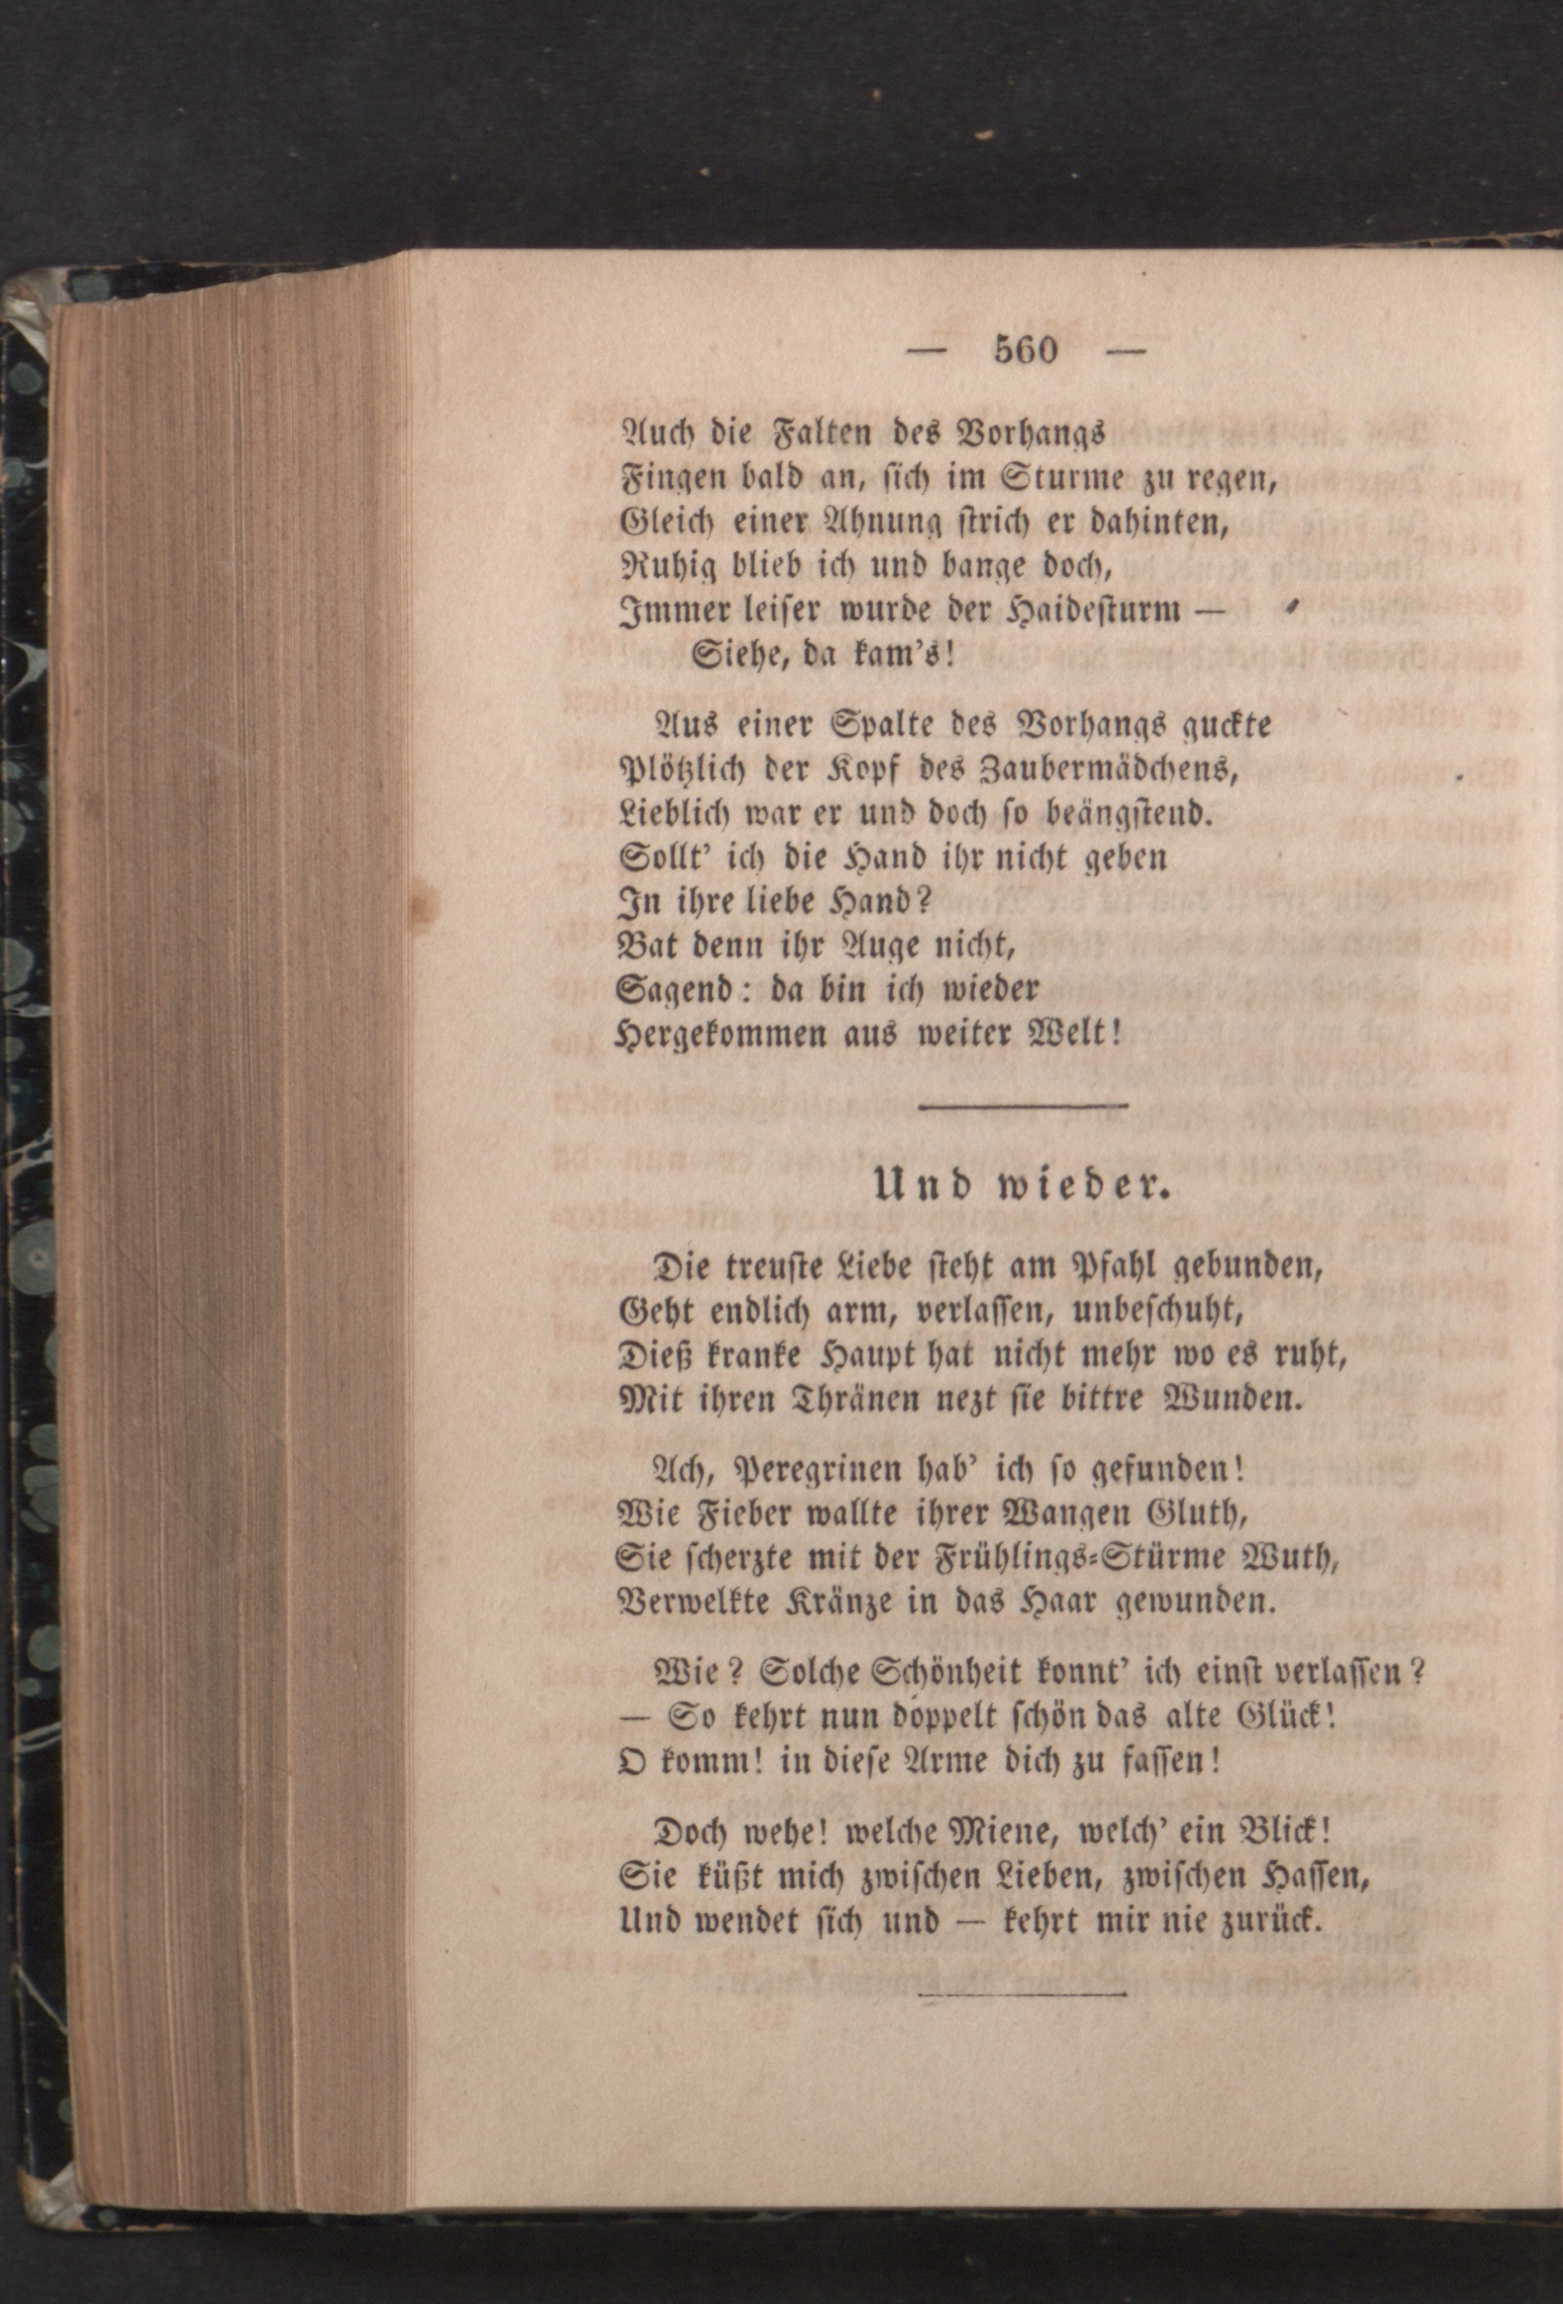 — 560 —
Auch die Falten des Vorhangs
Fingen bald an, ſich im Sturme zu regen,
Gleich einer Ahnung ſtrich er dahinten,
Ruhig blieb ich und bange doch,
Immer leiſer wurde der Haideſturm —
Siehe, da kam's!
Aus einer Spalte des Vorhangs guckte
Plötzlich der Kopf des Zaubermädchens,
Lieblich war er und doch ſo beängſtend.
Sollt' ich die Hand ihr nicht geben
In ihre liebe Hand?
Bat denn ihr Auge nicht,
Sagend: da bin ich wieder
Hergekommen aus weiter Welt!
Und wieder.
Die treuſte Liebe ſteht am Pfahl gebunden,
Geht endlich arm, verlaſſen, unbeſchuht,
Dieß kranke Haupt hat nicht mehr wo es ruht,
Mit ihren Thränen nezt ſie bittre Wunden.
Ach, Peregrinen hab' ich ſo gefunden!
Wie Fieber wallte ihrer Wangen Gluth,
Sie ſcherzte mit der Frühlings-Stürme Wuth,
Verwelkte Kränze in das Haar gewunden.
Wie? Solche Schönheit konnt' ich einſt verlaſſen?
— So kehrt nun doppelt ſchön das alte Glück!
O komm! in dieſe Arme dich zu faſſen!
Doch wehe! welche Miene, welch' ein Blick!
Sie küßt mich zwiſchen Lieben, zwiſchen Haſſen,
Und wendet ſich und — kehrt mir nie zurück.